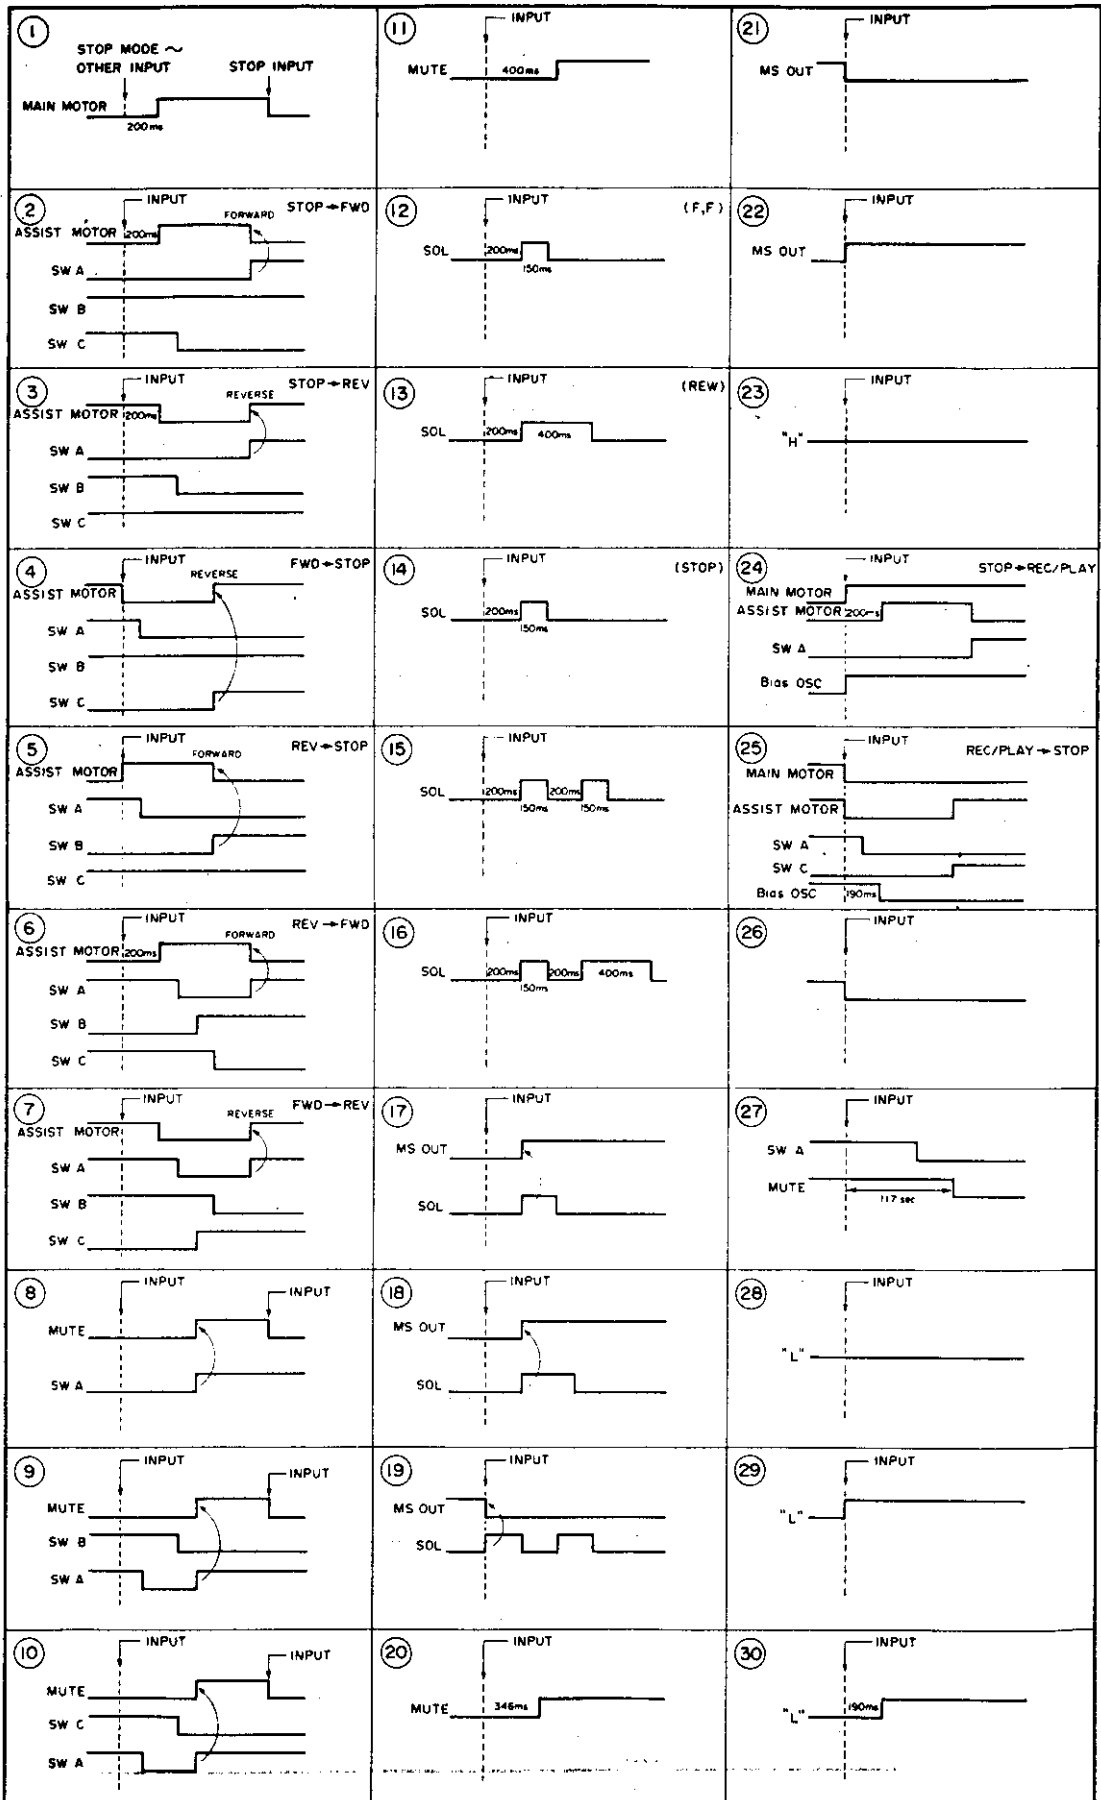 1
STOP MODE ~
OTHER INPUT
STOP INPUT
MAIN MOTOR
200ms
2
INPUT
STOP→FWD
ASSIST MOTOR
200ms
FORWARD
SW A
SW B
SW C
3
INPUT
STOP→REV
ASSIST MOTOR
200ms
REVERSE
SW A
SW B
SW C
4
INPUT
FWD→STOP
ASSIST MOTOR
REVERSE
SW A
SW B
SW C
5
INPUT
REV→STOP
ASSIST MOTOR
FORWARD
SW A
SW B
SW C
6
INPUT
REV→FWD
ASSIST MOTOR
200ms
FORWARD
SW A
SW B
SW C
7
INPUT
FWD→REV
ASSIST MOTOR
REVERSE
SW A
SW B
SW C
8
INPUT
INPUT
MUTE
SW A
9
INPUT
INPUT
MUTE
SW B
SW A
10
INPUT
INPUT
MUTE
SW C
SW A
11
INPUT
MUTE
400ms
12
INPUT
(F,F)
SOL
200ms
150ms
13
INPUT
(REW)
SOL
200ms
400ms
14
INPUT
(STOP)
SOL
200ms
150ms
15
INPUT
SOL
200ms
200ms
150ms
150ms
16
INPUT
SOL
200ms
200ms
400ms
150ms
17
INPUT
MS OUT
SOL
18
INPUT
MS OUT
SOL
19
INPUT
MS OUT
SOL
20
INPUT
MUTE
346ms
21
INPUT
MS OUT
22
INPUT
MS OUT
23
INPUT
"H"
24
INPUT
STOP→REC/PLAY
MAIN MOTOR
ASSIST MOTOR
200ms
SW A
Bias OSC
25
INPUT
REC/PLAY→STOP
MAIN MOTOR
ASSIST MOTOR
SW A
SW C
Bias OSC
190ms
26
INPUT
27
INPUT
SW A
MUTE
1.17 sec
28
INPUT
"L"
29
INPUT
"L"
30
INPUT
"L"
190ms